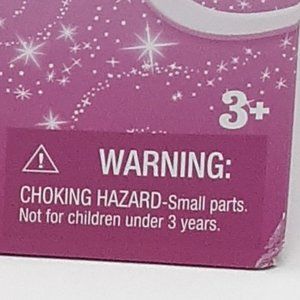 3+
WARNING:
CHOKING HAZARD-Small parts.
Not for children under 3 years.